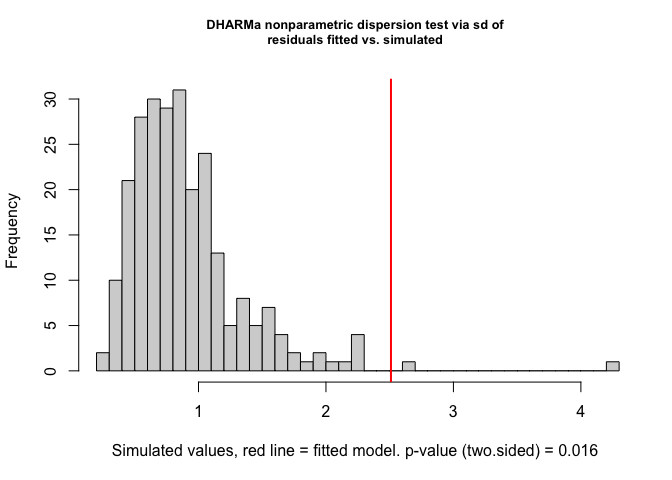 DHARMa nonparametric dispersion test via sd of
residuals fitted vs. simulated
30
25
20
15
10
5
0
Frequency
1 2 3 4
Simulated values, red line = fitted model. p-value (two.sided) = 0.016